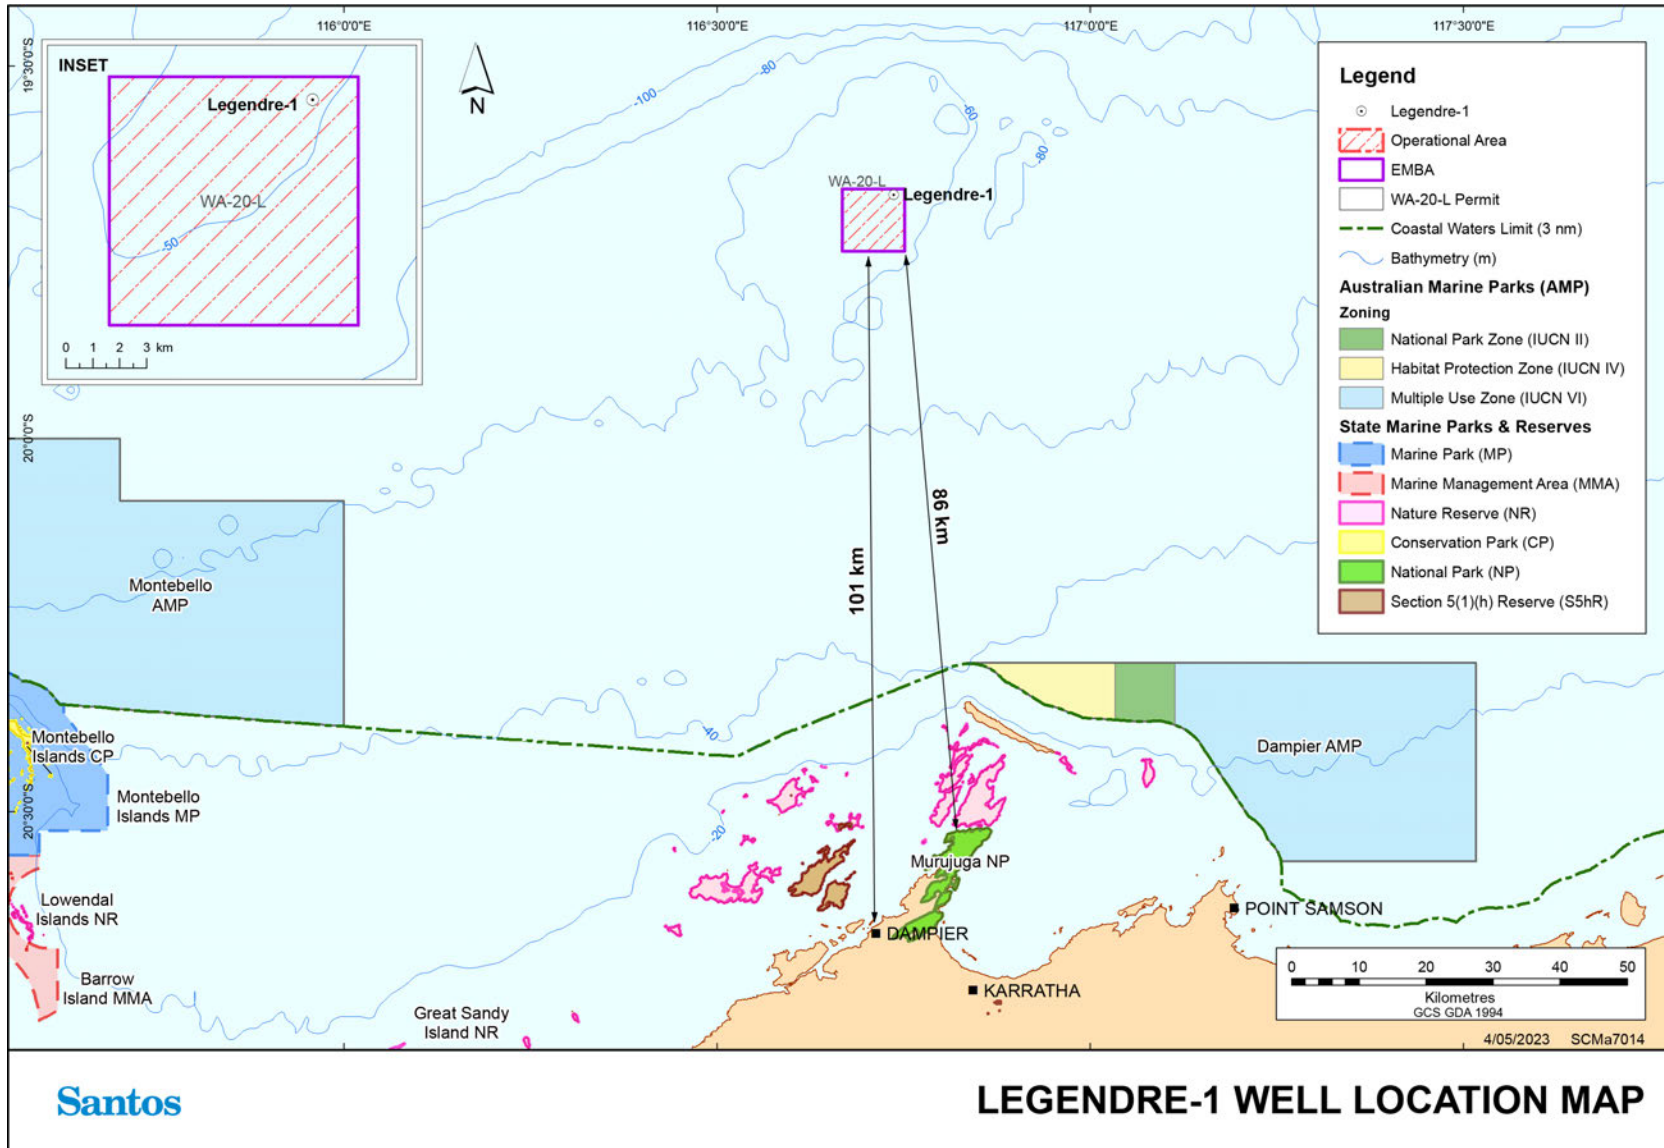 116°0'0"E
116°30'0"E
117°0'0"E
117°30'0"E
19°30'0"S
20°0'0"S
20°30'0"S
INSET
Legendre-1
WA-20-L
-50
0 1 2 3 km
N
-100
-80
-60
-80
WA-20-L
Legendre-1
Legend
Legendre-1
Operational Area
EMBA
WA-20-L Permit
Coastal Waters Limit (3 nm)
Bathymetry (m)
Australian Marine Parks (AMP)
Zoning
National Park Zone (IUCN II)
Habitat Protection Zone (IUCN IV)
Multiple Use Zone (IUCN VI)
State Marine Parks & Reserves
Marine Park (MP)
Marine Management Area (MMA)
Nature Reserve (NR)
Conservation Park (CP)
National Park (NP)
Section 5(1)(h) Reserve (S5hR)
101 km
86 km
Montebello
AMP
-40
-20
Montebello
Islands CP
Montebello
Islands MP
Dampier AMP
Murujuga NP
Lowendal
Islands NR
POINT SAMSON
DAMPIER
Barrow
Island MMA
KARRATHA
Great Sandy
Island NR
0 10 20 30 40 50
Kilometres
GCS GDA 1994
4/05/2023 SCMa7014
Santos
LEGENDRE-1 WELL LOCATION MAP